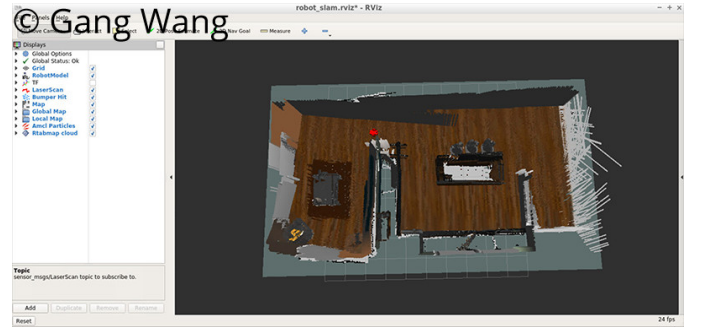 robot_slam.rviz* - RViz
© Gang Wang
Panels Help
Nav Goal Measure
Displays
Global Options
Global Status: Ok
Grid
RobotModel
TF
LaserScan
Bumper Hit
Map
Global Map
Local Map
Amcl Particles
Rtabmap cloud
Topic
sensor_msgs/LaserScan topic to subscribe to.
Add Duplicate Remove Rename
Reset
24 fps